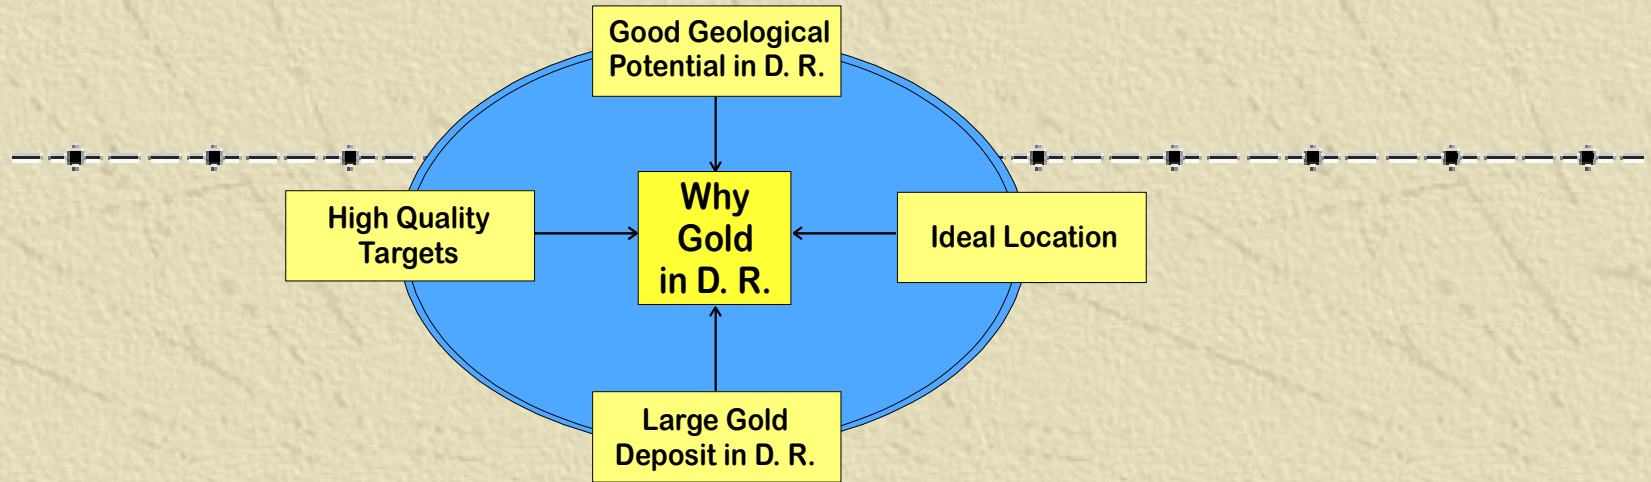 Good Geological
Potential in D. R.
High Quality
Targets
Why
Gold
in D. R.
Ideal Location
Large Gold
Deposit in D. R.